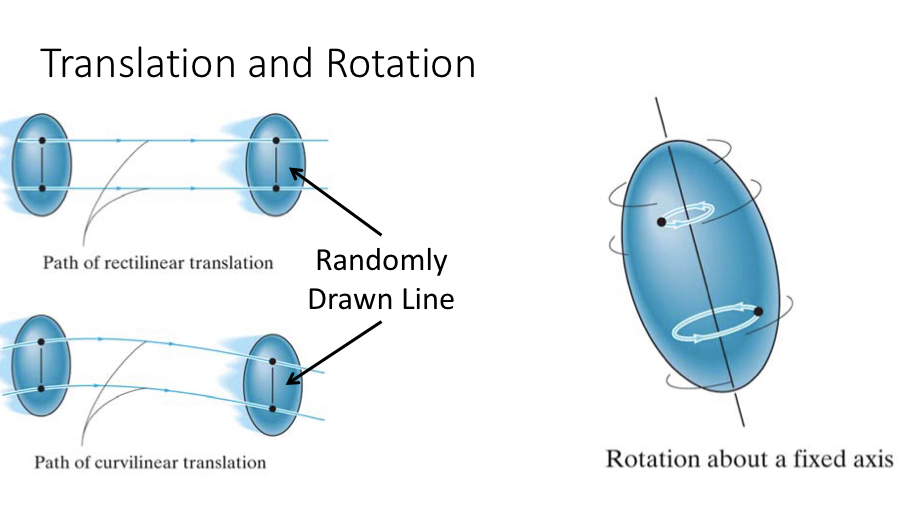 Translation and Rotation
Path of rectilinear translation
Randomly
Drawn Line
Path of curvilinear translation
Rotation about a fixed axis